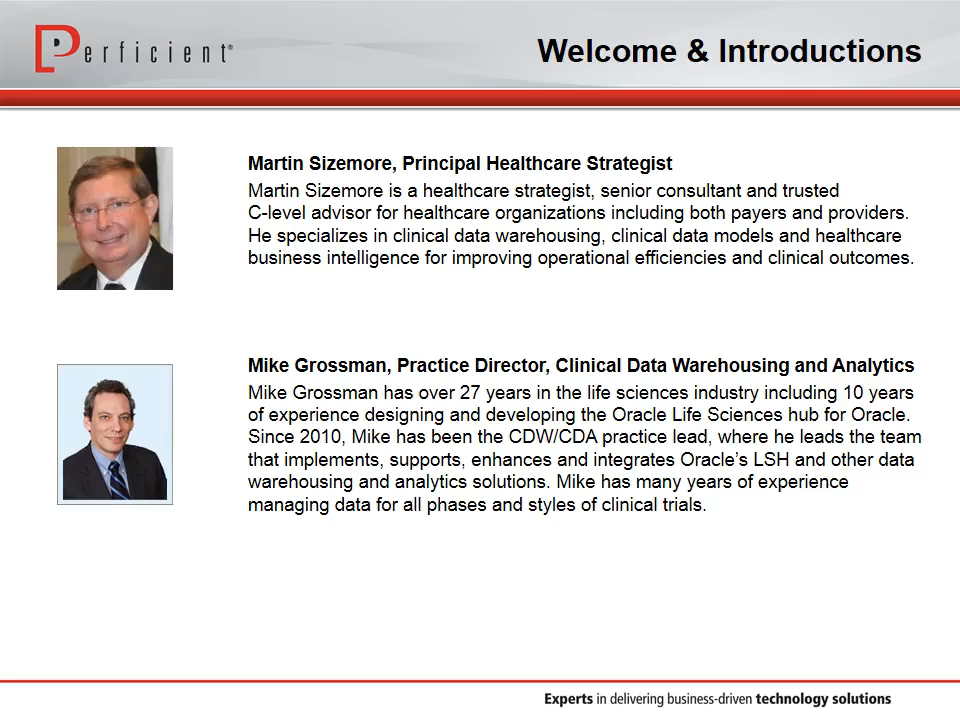 Perficient®
Welcome & Introductions
Martin Sizemore, Principal Healthcare Strategist
Martin Sizemore is a healthcare strategist, senior consultant and trusted
C-level advisor for healthcare organizations including both payers and providers.
He specializes in clinical data warehousing, clinical data models and healthcare
business intelligence for improving operational efficiencies and clinical outcomes.
Mike Grossman, Practice Director, Clinical Data Warehousing and Analytics
Mike Grossman has over 27 years in the life sciences industry including 10 years
of experience designing and developing the Oracle Life Sciences hub for Oracle.
Since 2010, Mike has been the CDW/CDA practice lead, where he leads the team
that implements, supports, enhances and integrates Oracle’s LSH and other data
warehousing and analytics solutions. Mike has many years of experience
managing data for all phases and styles of clinical trials.
Experts in delivering business-driven technology solutions